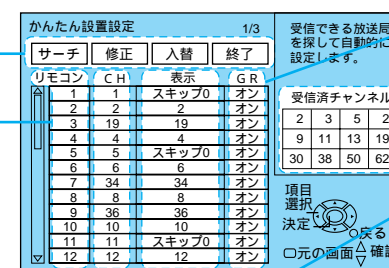 かんたん設置設定 1/3
サーチ 修正 入替 終了
リモコン CH 表示 GR
1 1 スキップ0 オン
2 2 2 オン
3 19 19 オン
4 4 4 オン
5 5 スキップ0 オン
6 6 6 オン
7 34 34 オン
8 8 8 オン
9 36 36 オン
10 10 10 オン
11 11 スキップ0 オン
12 12 12 オン
受信できる放送局
を探して自動的に
設定します。
受信済チャンネル
2 3 5 2
9 11 13 19
30 38 50 62
項目
選択
決定
戻る
元の画面 確認